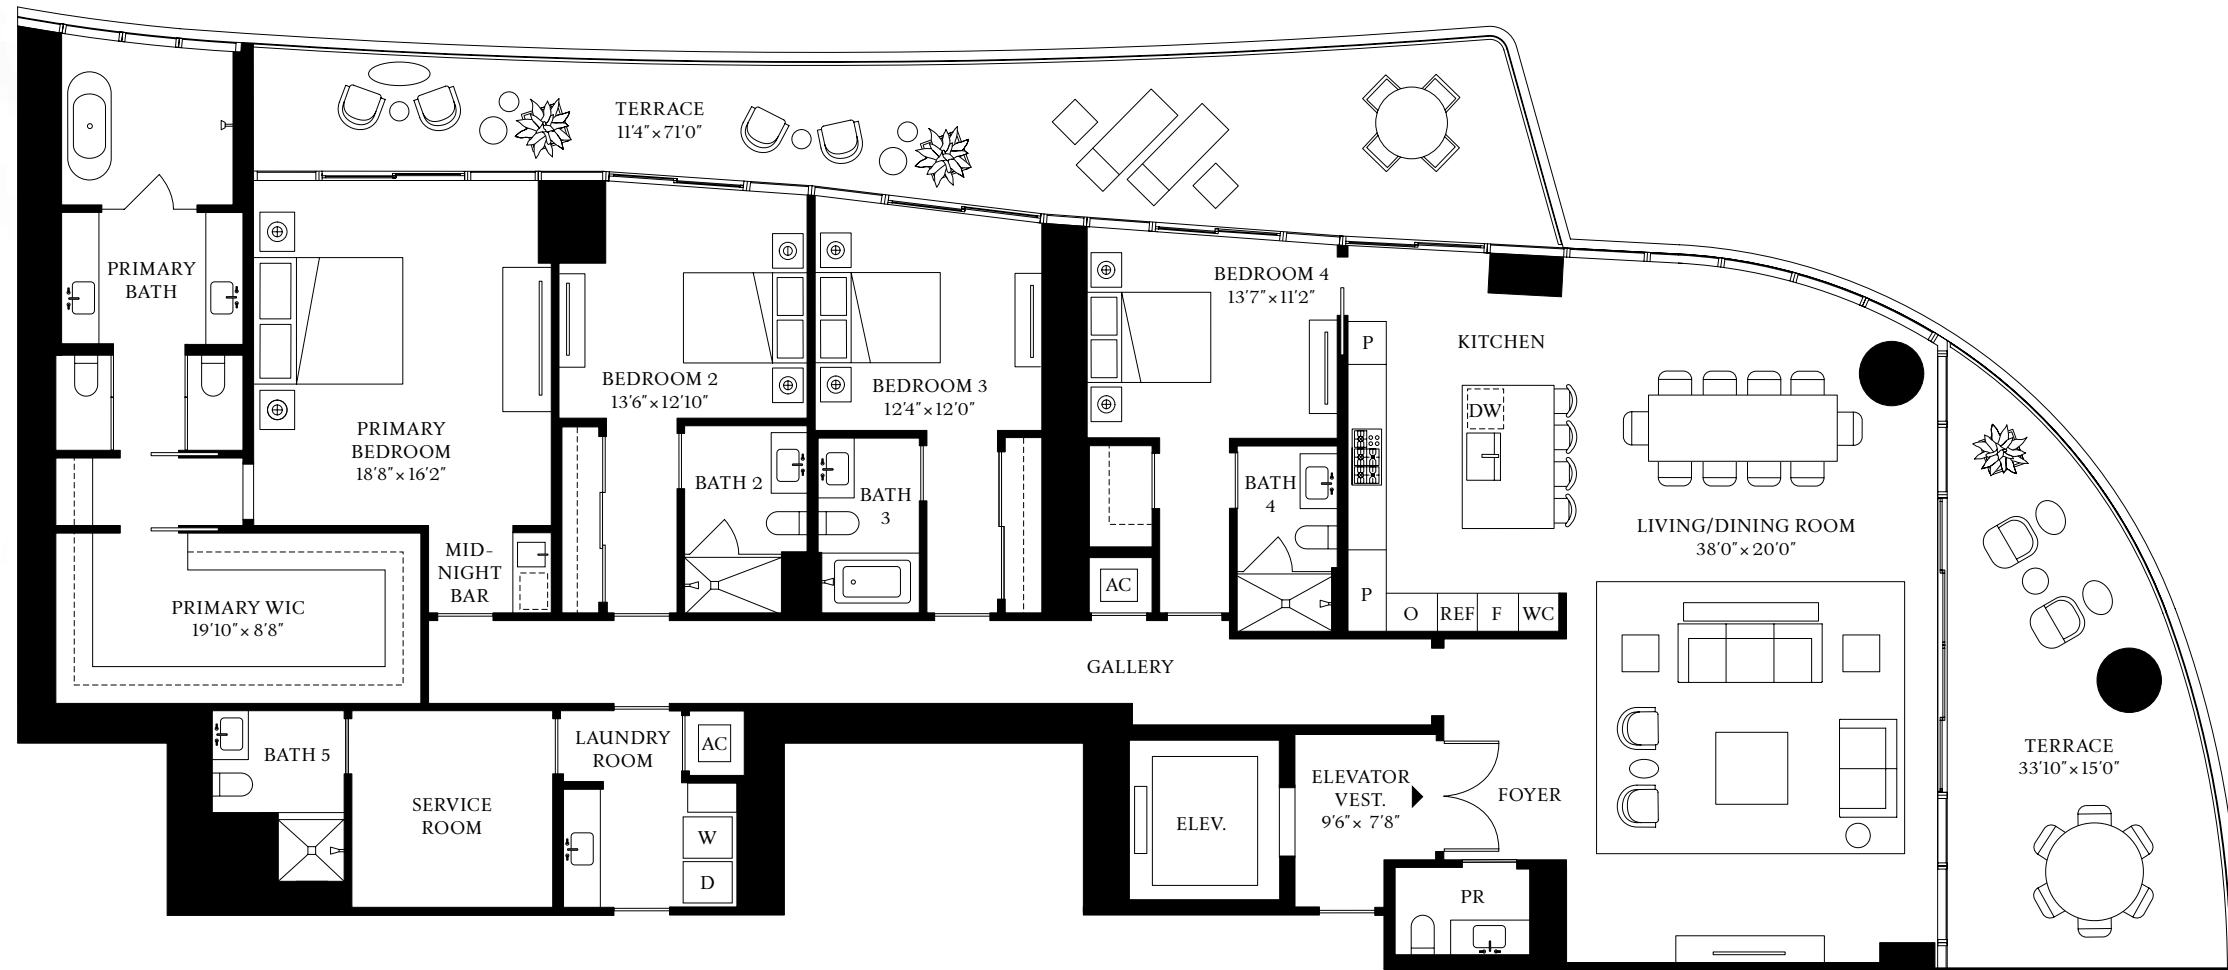 TERRACE
11'4"×71'0"
PRIMARY
BATH
BEDROOM 4
13'7"×11'2"
P
KITCHEN
BEDROOM 2
13'6"×12'10"
BEDROOM 3
12'4"×12'0"
DW
PRIMARY
BEDROOM
18'8"×16'2"
BATH 2
BATH
3
BATH
4
LIVING/DINING ROOM
38'0"×20'0"
MID-
NIGHT
BAR
AC
P
PRIMARY WIC
19'10"×8'8"
O
REF
F
WC
GALLERY
BATH 5
LAUNDRY
ROOM
AC
TERRACE
33'10"×15'0"
SERVICE
ROOM
ELEVATOR
VEST.
9'6"× 7'8"
FOYER
ELEV.
W
D
PR